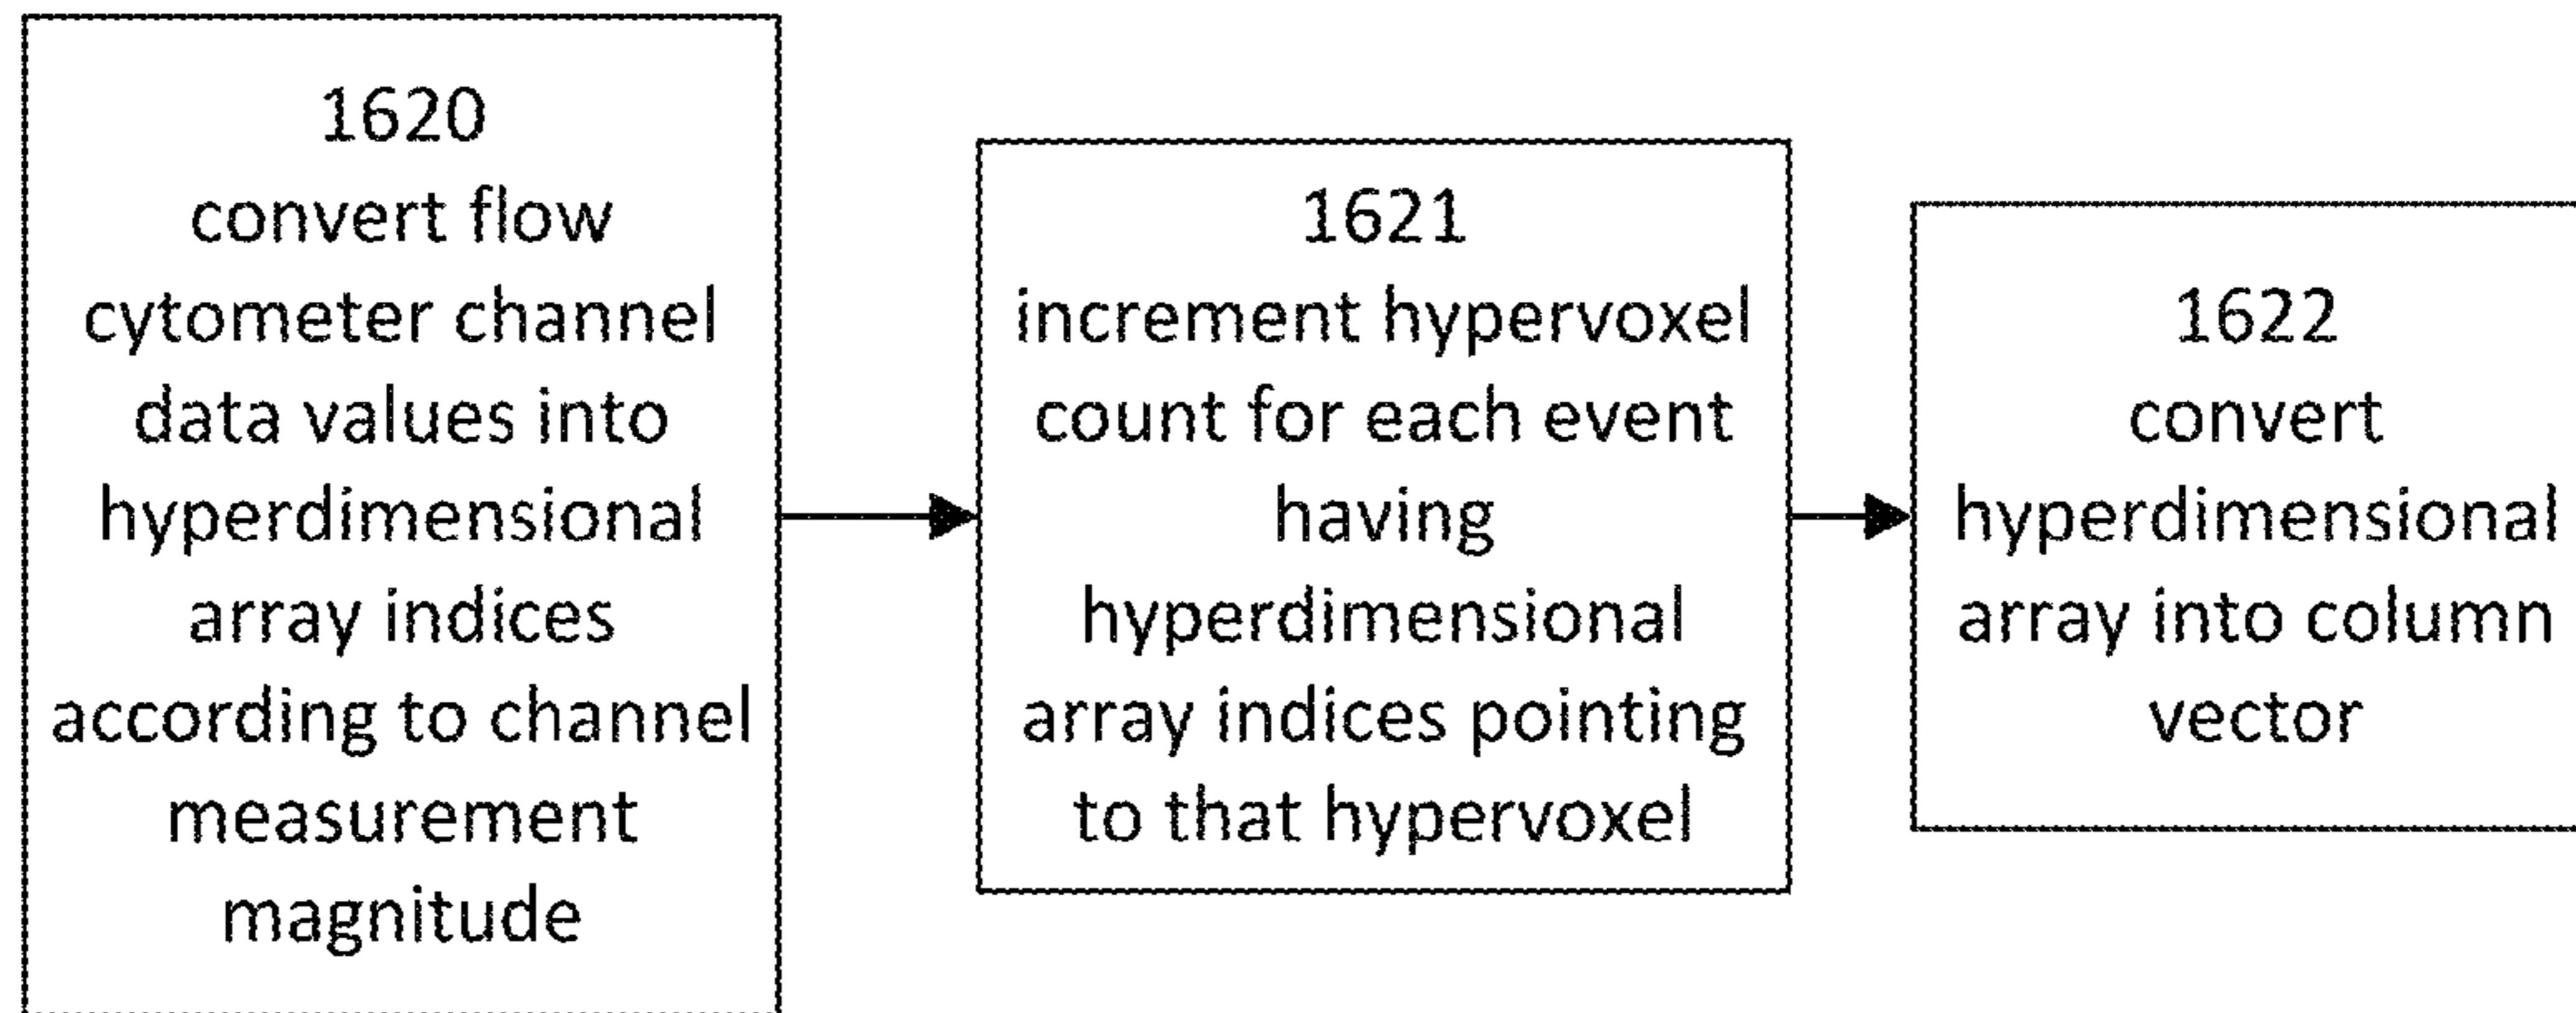 1620
convert flow
cytometer channel
data values into
hyperdimensional
array indices
according to channel
measurement
magnitude
1621
increment hypervoxel
count for each event
having
hyperdimensional
array indices pointing
to that hypervoxel
1622
convert
hyperdimensional
array into column
vector